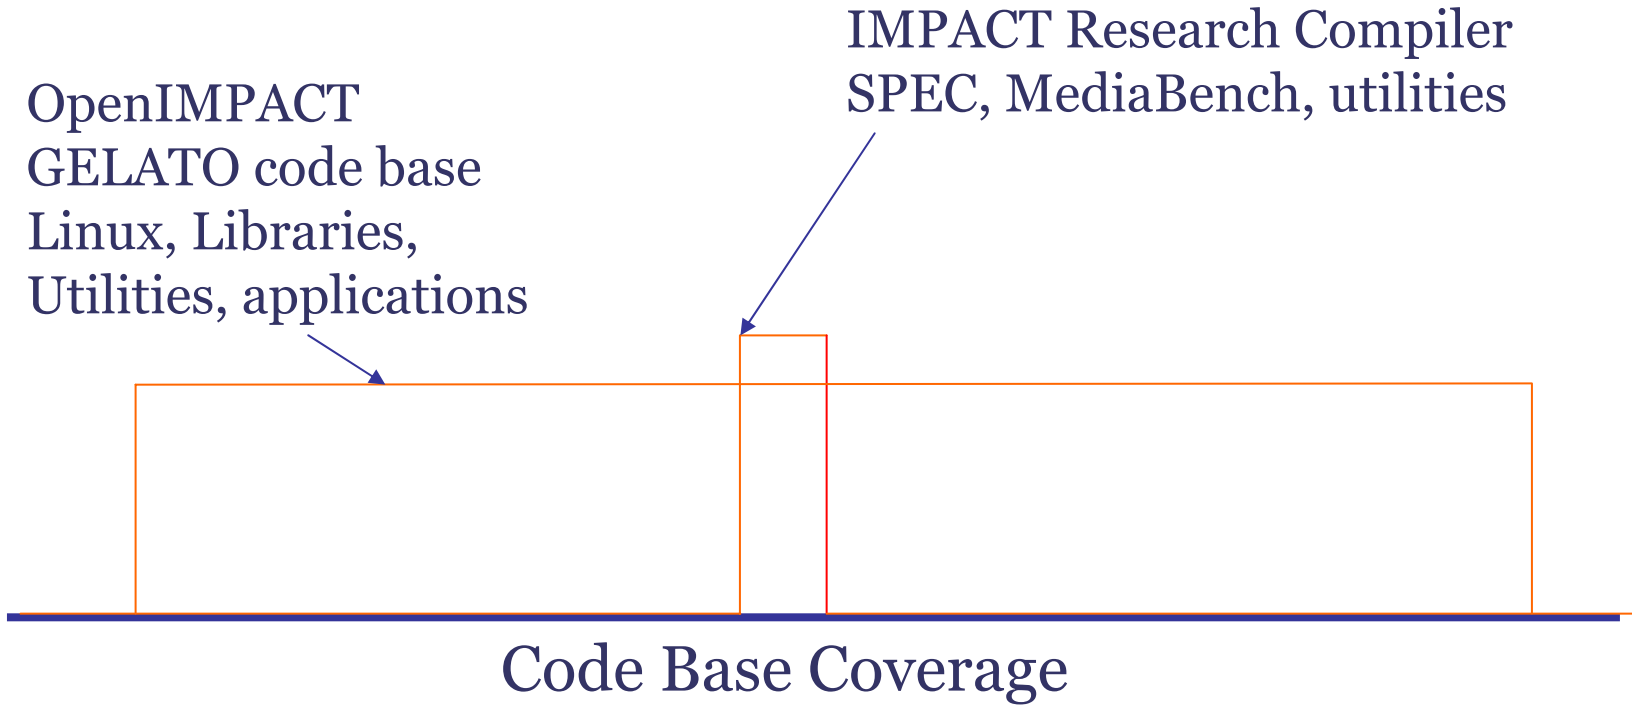 IMPACT Research Compiler
SPEC, MediaBench, utilities
OpenIMPACT
GELATO code base
Linux, Libraries,
Utilities, applications
Code Base Coverage